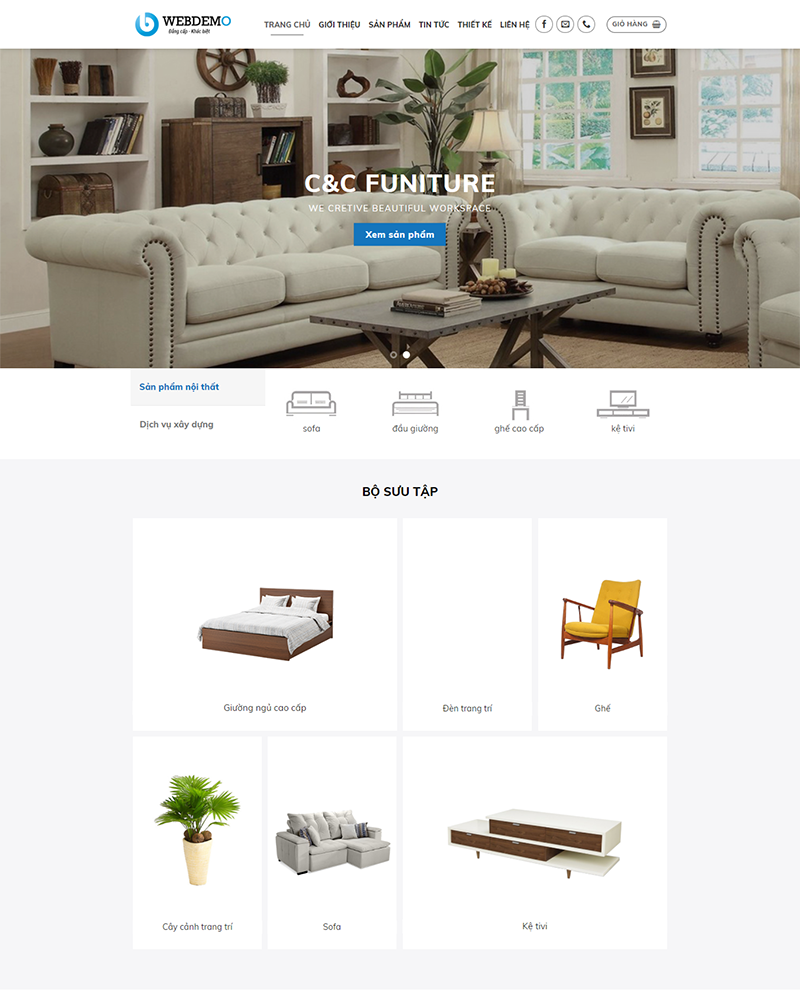 WEBDEMO
Đẳng cấp - Khác biệt
TRANG CHỦ
GIỚI THIỆU
SẢN PHẨM
TIN TỨC
THIẾT KẾ
LIÊN HỆ
GIỎ HÀNG
C&C FUNITURE
WE CRETIVE BEAUTIFUL WORKSPACE
Xem sản phẩm
Sản phẩm nội thất
Dịch vụ xây dựng
sofa
đầu giường
ghế cao cấp
kệ tivi
BỘ SƯU TẬP
Giường ngủ cao cấp
Đèn trang trí
Ghế
Cây cảnh trang trí
Sofa
Kệ tivi